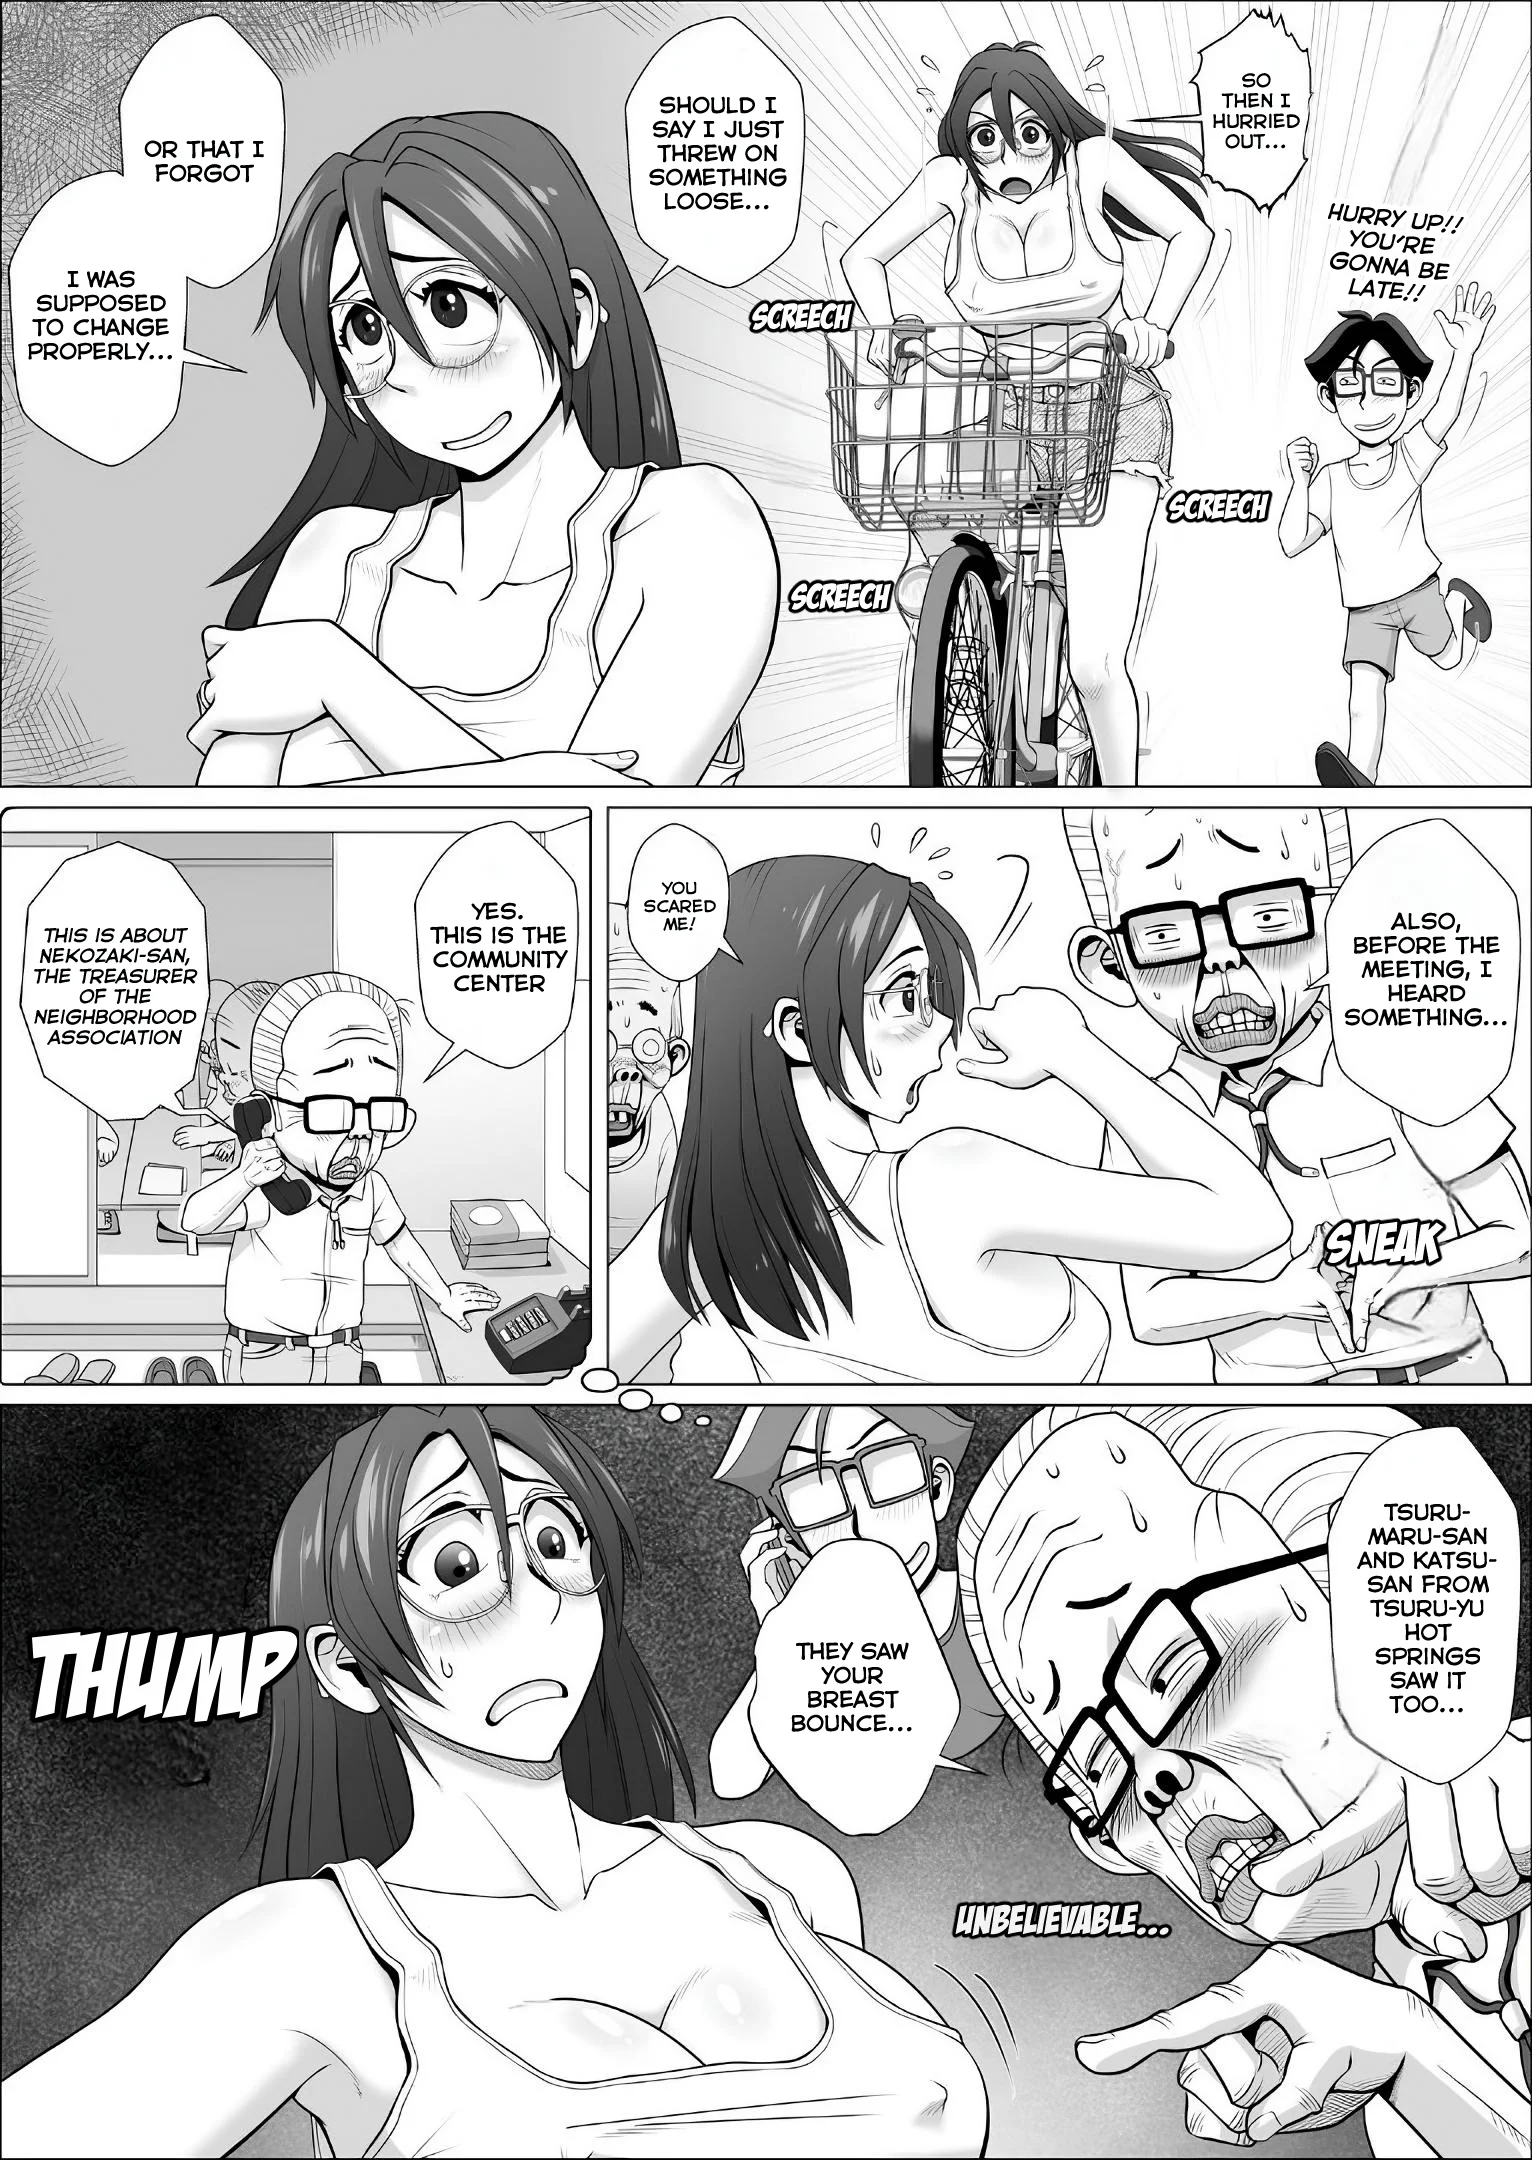 SO
THEN I
HURRIED
OUT...
HURRY UP!!
YOU'RE
GONNA BE
LATE!!
SCREECH
SCREECH
SCREECH
SHOULD I
SAY I JUST
THREW ON
SOMETHING
LOOSE...
OR THAT I
FORGOT
I WAS
SUPPOSED
TO CHANGE
PROPERLY...
THIS IS ABOUT
NEKOZAKI-SAN,
THE TREASURER
OF THE
NEIGHBORHOOD
ASSOCIATION
YES.
THIS IS THE
COMMUNITY
CENTER
YOU
SCARED
ME!
ALSO,
BEFORE THE
MEETING, I
HEARD
SOMETHING...
SNEAK
TSURU-
MARU-SAN
AND KATSU-
SAN FROM
TSURU-YU
HOT
SPRINGS
SAW IT
TOO...
THEY SAW
YOUR
BREAST
BOUNCE...
THUMP
UNBELIEVABLE...